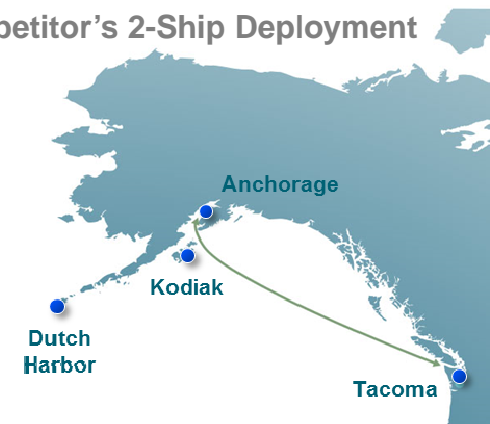 petitor's 2-Ship Deployment
Anchorage
Kodiak
Dutch
Harbor
Tacoma